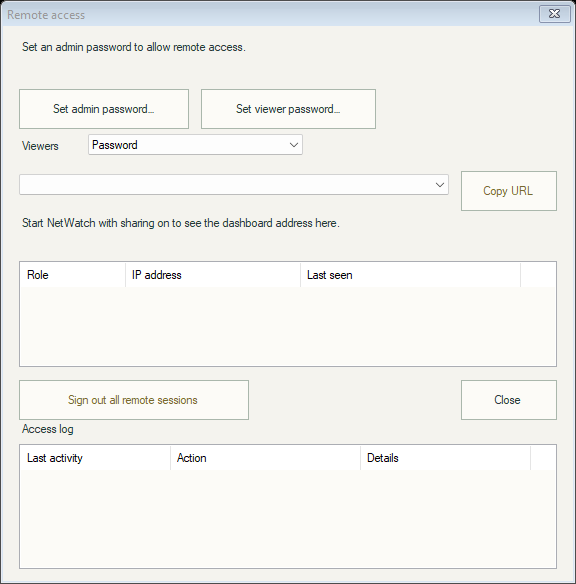 Remote access
Set an admin password to allow remote access.
Set admin password... Set viewer password...
Viewers Password
Copy URL
Start NetWatch with sharing on to see the dashboard address here.
Role IP address Last seen
Sign out all remote sessions Close
Access log
Last activity Action Details